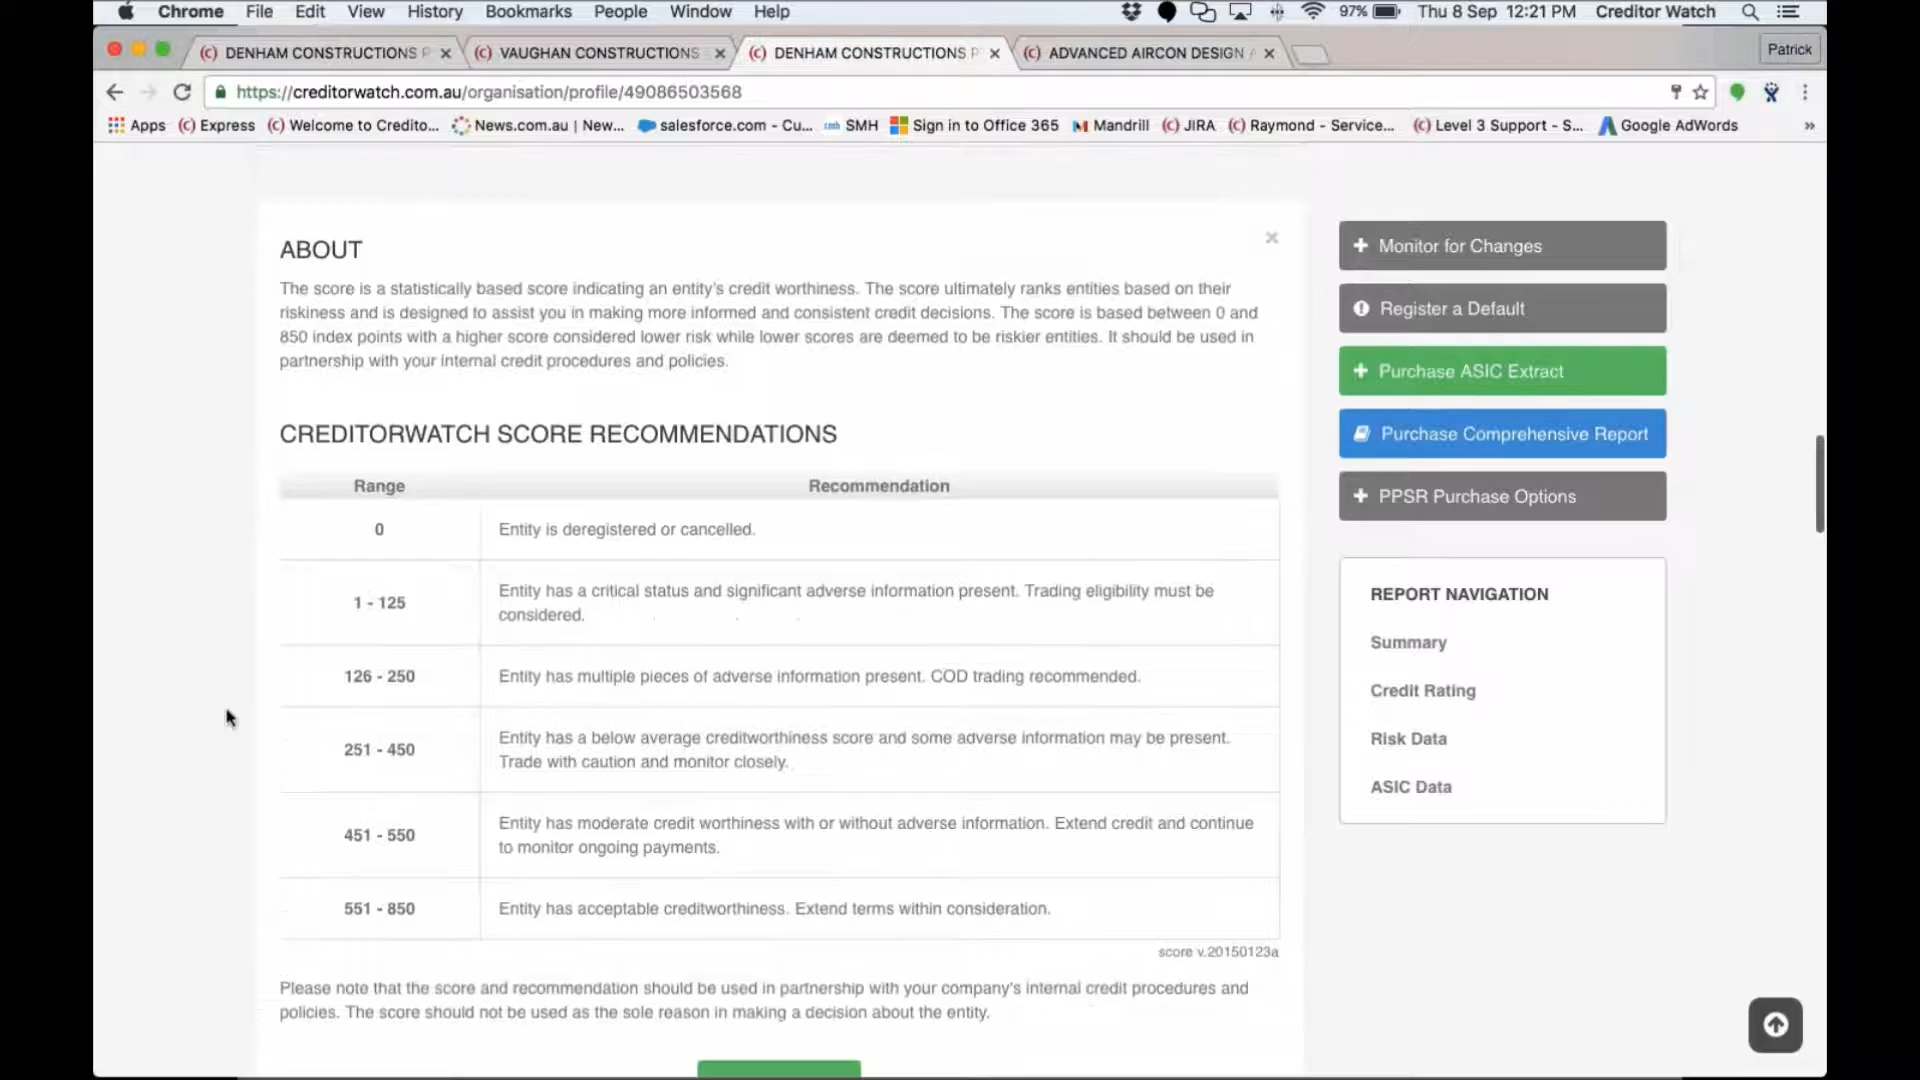 Chrome File Edit View History Bookmarks People Window Help 97% Thu 8 Sep 12:21 PM Creditor Watch
DENHAM CONSTRUCTIONS P VAUGHAN CONSTRUCTIONS DENHAM CONSTRUCTIONS P ADVANCED AIRCON DESIGN Patrick
https://creditorwatch.com.au/organisation/profile/49086503568
Apps Express Welcome to Credito... News.com.au | New... salesforce.com - Cu... smh SMH Sign in to Office 365 Mandrill JIRA Raymond - Service... Level 3 Support - S... Google AdWords »
ABOUT
The score is a statistically based score indicating an entity's credit worthiness. The score ultimately ranks entities based on their
riskiness and is designed to assist you in making more informed and consistent credit decisions. The score is based between 0 and
850 index points with a higher score considered lower risk while lower scores are deemed to be riskier entities. It should be used in
partnership with your internal credit procedures and policies.
CREDITORWATCH SCORE RECOMMENDATIONS
Range Recommendation
0 Entity is deregistered or cancelled.
1 - 125 Entity has a critical status and significant adverse information present. Trading eligibility must be
considered.
126 - 250 Entity has multiple pieces of adverse information present. COD trading recommended.
251 - 450 Entity has a below average creditworthiness score and some adverse information may be present.
Trade with caution and monitor closely.
451 - 550 Entity has moderate credit worthiness with or without adverse information. Extend credit and continue
to monitor ongoing payments.
551 - 850 Entity has acceptable creditworthiness. Extend terms within consideration.
score v.20150123a
Please note that the score and recommendation should be used in partnership with your company's internal credit procedures and
policies. The score should not be used as the sole reason in making a decision about the entity.
Monitor for Changes
Register a Default
Purchase ASIC Extract
Purchase Comprehensive Report
PPSR Purchase Options
REPORT NAVIGATION
Summary
Credit Rating
Risk Data
ASIC Data